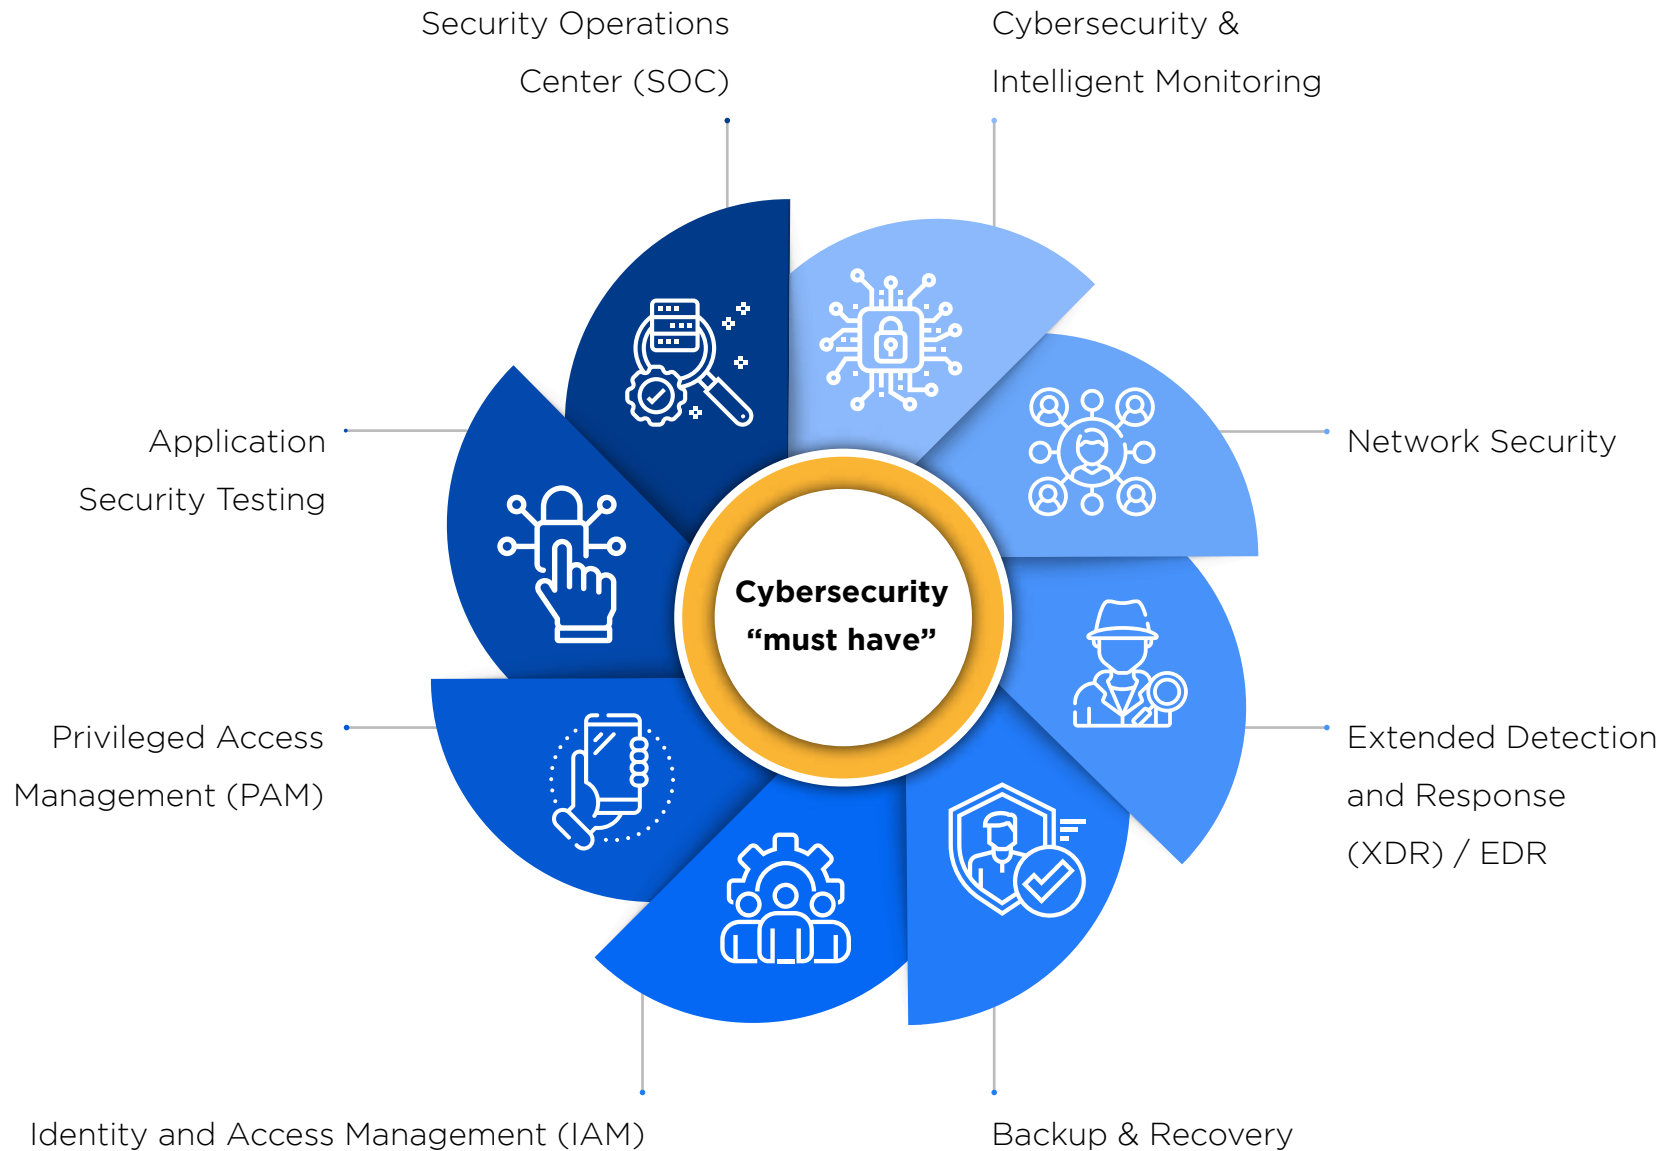 Security Operations
Center (SOC)
Cybersecurity &
Intelligent Monitoring
Application
Security Testing
Network Security
Cybersecurity
“must have”
Privileged Access
Management (PAM)
Extended Detection
and Response
(XDR) / EDR
Identity and Access Management (IAM)
Backup & Recovery